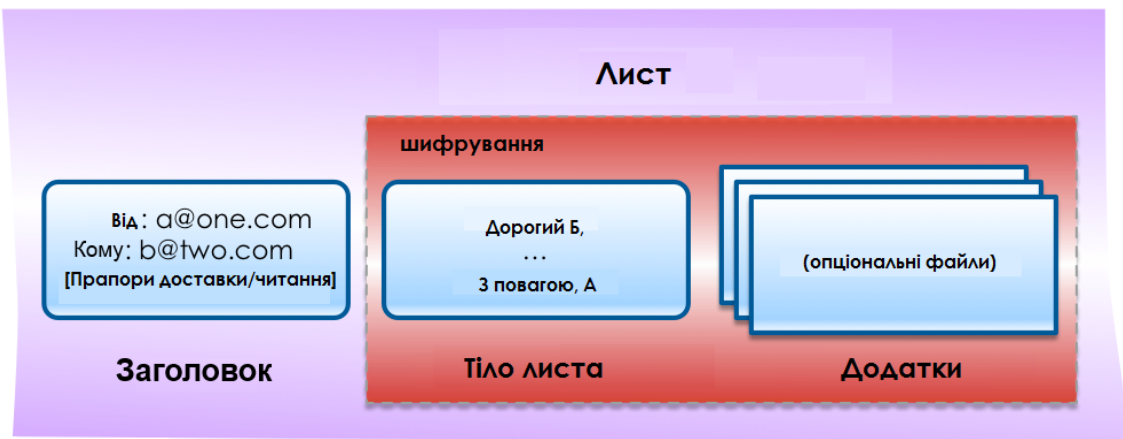 Лист
шифрування
Від: a@one.com
Кому: b@two.com
[Прапори доставки/читання]
Дорогий Б,
...
З повагою, А
(опціональні файли)
Заголовок
Тіло листа
Додатки